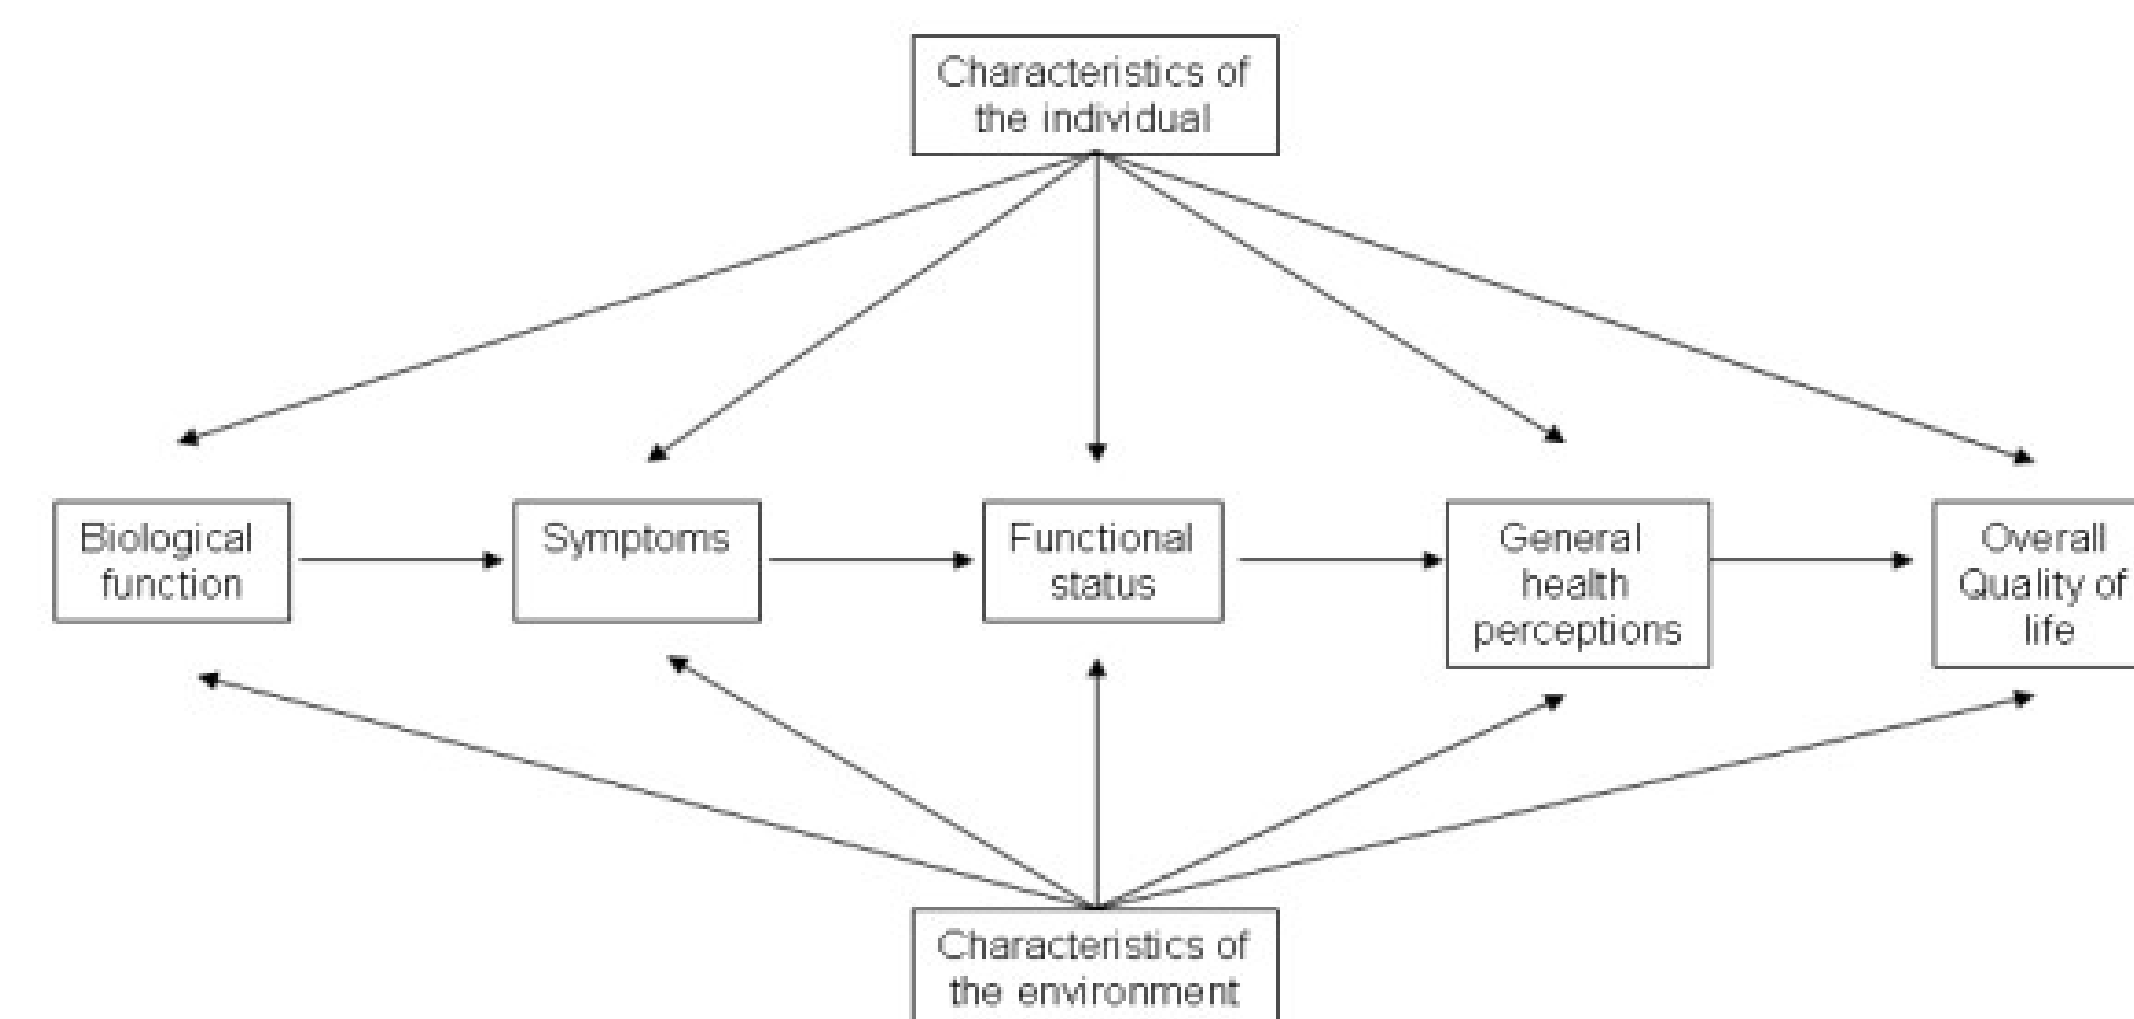 Characteristics of
the individual
Biological
function
Symptoms
Functional
status
General
health
perceptions
Overall
Quality of
life
Characteristics of
the environment